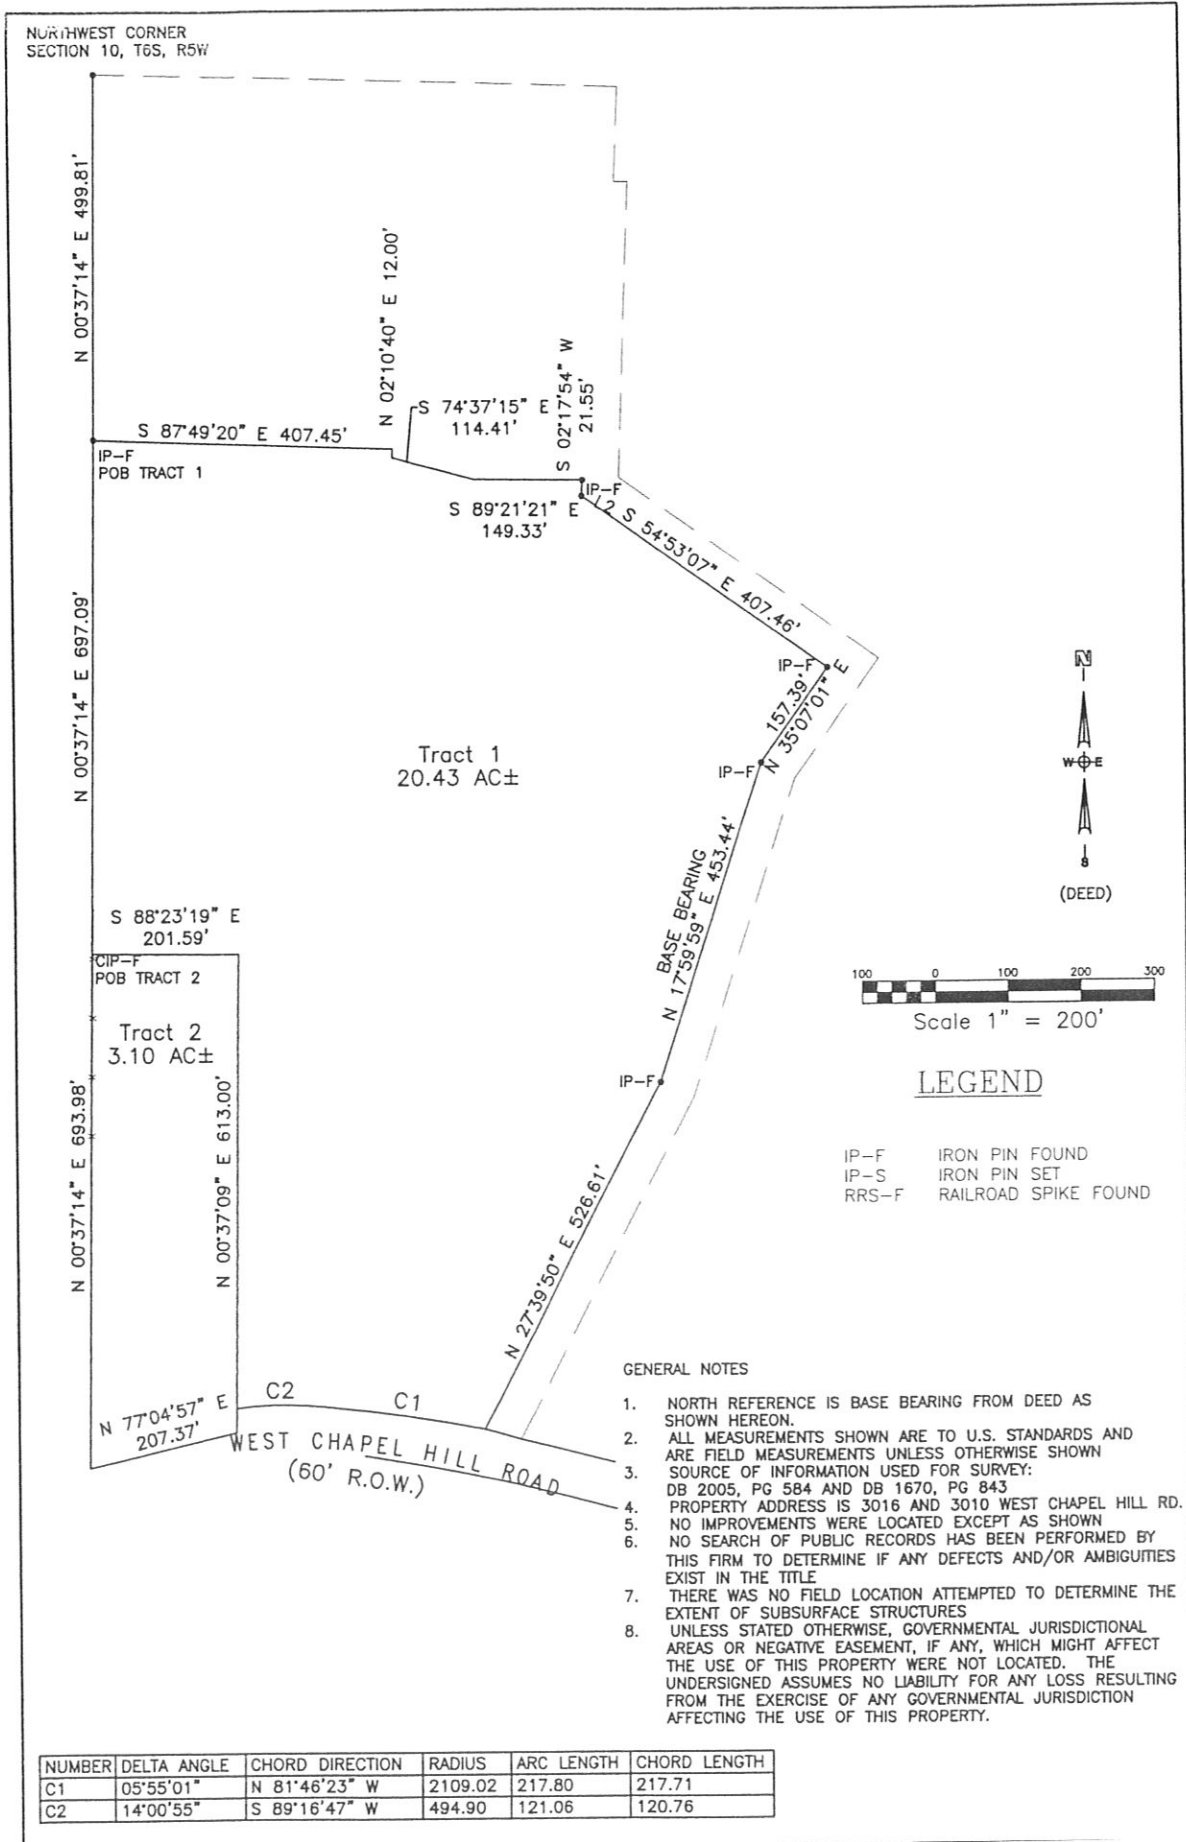 NORTHWEST CORNER
SECTION 10, T6S, R5W
N 00°37'14" E 499.81'
N 02°10'40" E 12.00'
S 74°37'15" E
114.41'
S 02°17'54" W
21.55'
S 87°49'20" E 407.45'
IP-F
POB TRACT 1
S 89°21'21" E
149.33'
IP-F
L2 S 54°53'07" E 407.46'
IP-F
157.39'
N 35°07'01" E
IP-F
N 00°37'14" E 697.09'
Tract 1
20.43 AC±
BASE BEARING
N 17°59'59" E 453.44'
N
W E
S
(DEED)
S 88°23'19" E
201.59'
CIP-F
POB TRACT 2
Tract 2
3.10 AC±
100 0 100 200 300
Scale 1" = 200'
IP-F
LEGEND
IP-F IRON PIN FOUND
IP-S IRON PIN SET
RRS-F RAILROAD SPIKE FOUND
N 00°37'14" E 693.98'
N 00°37'09" E 613.00'
N 27°39'50" E 526.61'
N 77°04'57" E
207.37'
C2
C1
WEST CHAPEL HILL ROAD
(60' R.O.W.)
GENERAL NOTES
1. NORTH REFERENCE IS BASE BEARING FROM DEED AS
SHOWN HEREON.
2. ALL MEASUREMENTS SHOWN ARE TO U.S. STANDARDS AND
ARE FIELD MEASUREMENTS UNLESS OTHERWISE SHOWN
3. SOURCE OF INFORMATION USED FOR SURVEY:
DB 2005, PG 584 AND DB 1670, PG 843
4. PROPERTY ADDRESS IS 3016 AND 3010 WEST CHAPEL HILL RD.
5. NO IMPROVEMENTS WERE LOCATED EXCEPT AS SHOWN
6. NO SEARCH OF PUBLIC RECORDS HAS BEEN PERFORMED BY
THIS FIRM TO DETERMINE IF ANY DEFECTS AND/OR AMBIGUITIES
EXIST IN THE TITLE
7. THERE WAS NO FIELD LOCATION ATTEMPTED TO DETERMINE THE
EXTENT OF SUBSURFACE STRUCTURES
8. UNLESS STATED OTHERWISE, GOVERNMENTAL JURISDICTIONAL
AREAS OR NEGATIVE EASEMENT, IF ANY, WHICH MIGHT AFFECT
THE USE OF THIS PROPERTY WERE NOT LOCATED. THE
UNDERSIGNED ASSUMES NO LIABILITY FOR ANY LOSS RESULTING
FROM THE EXERCISE OF ANY GOVERNMENTAL JURISDICTION
AFFECTING THE USE OF THIS PROPERTY.
NUMBER DELTA ANGLE CHORD DIRECTION RADIUS ARC LENGTH CHORD LENGTH
C1 05°55'01" N 81°46'23" W 2109.02 217.80 217.71
C2 14°00'55" S 89°16'47" W 494.90 121.06 120.76